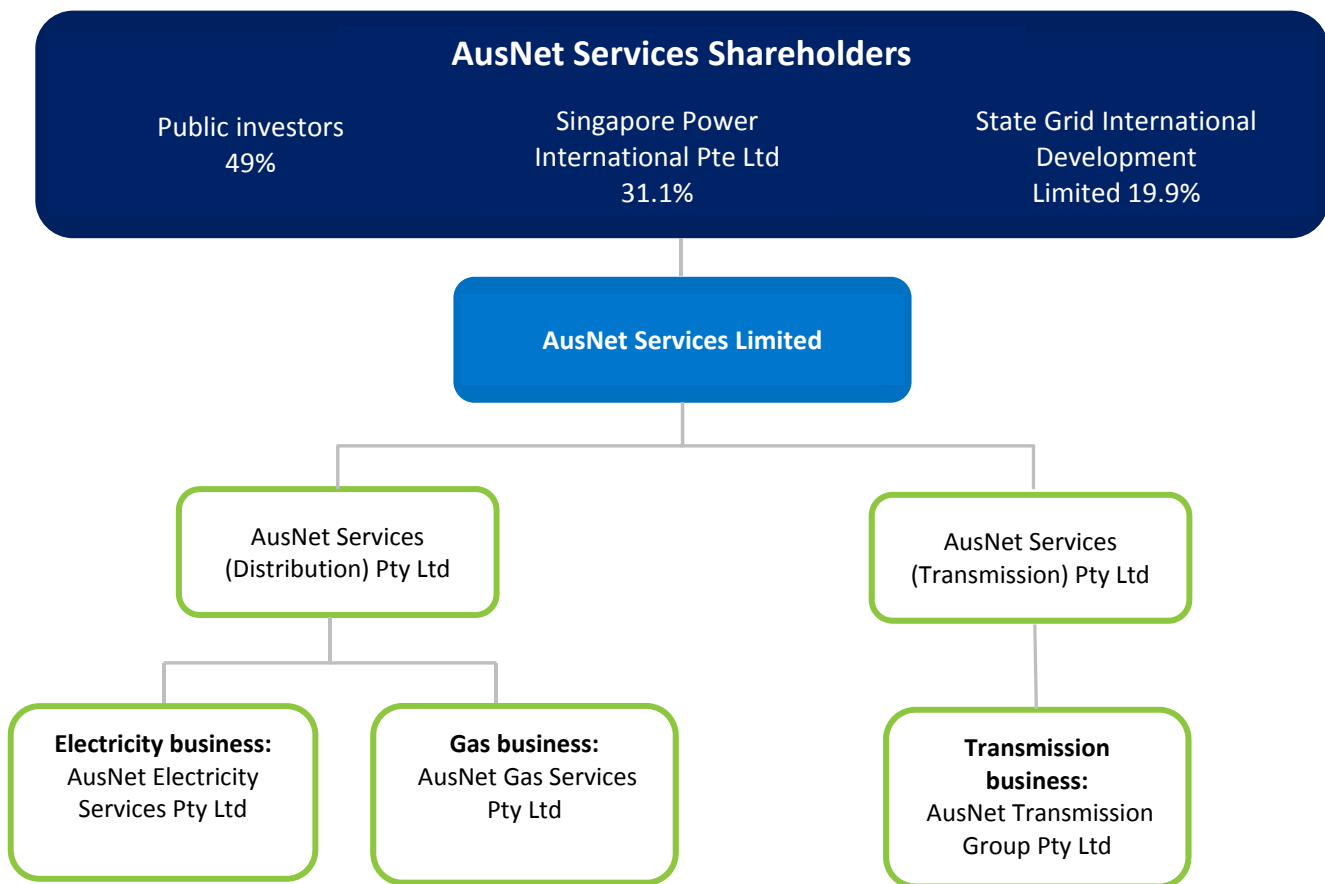 AusNet Services Shareholders
Public investors
49%
Singapore Power
International Pte Ltd
31.1%
State Grid International
Development
Limited 19.9%
AusNet Services Limited
AusNet Services
(Distribution) Pty Ltd
AusNet Services
(Transmission) Pty Ltd
Electricity business:
AusNet Electricity
Services Pty Ltd
Gas business:
AusNet Gas Services
Pty Ltd
Transmission
business:
AusNet Transmission
Group Pty Ltd